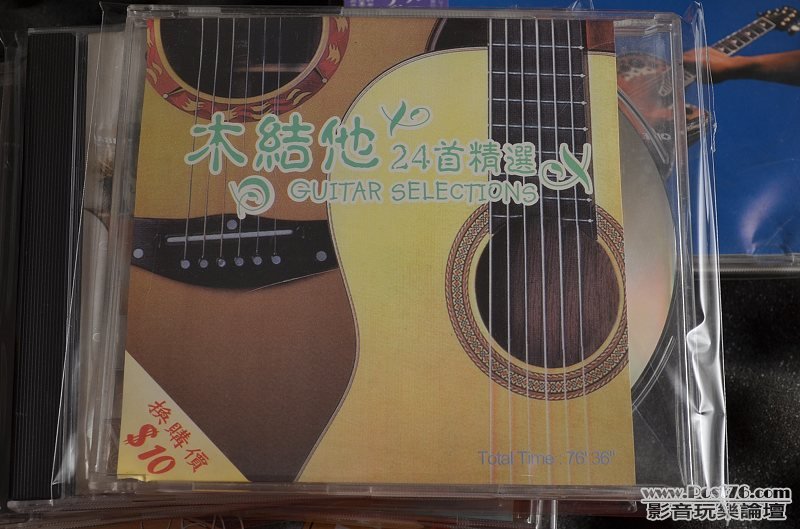 木結他
24首精選
GUITAR SELECTIONS
換購價
$10
Total Time : 76' 36"
www.Post76.com
影音玩樂論壇